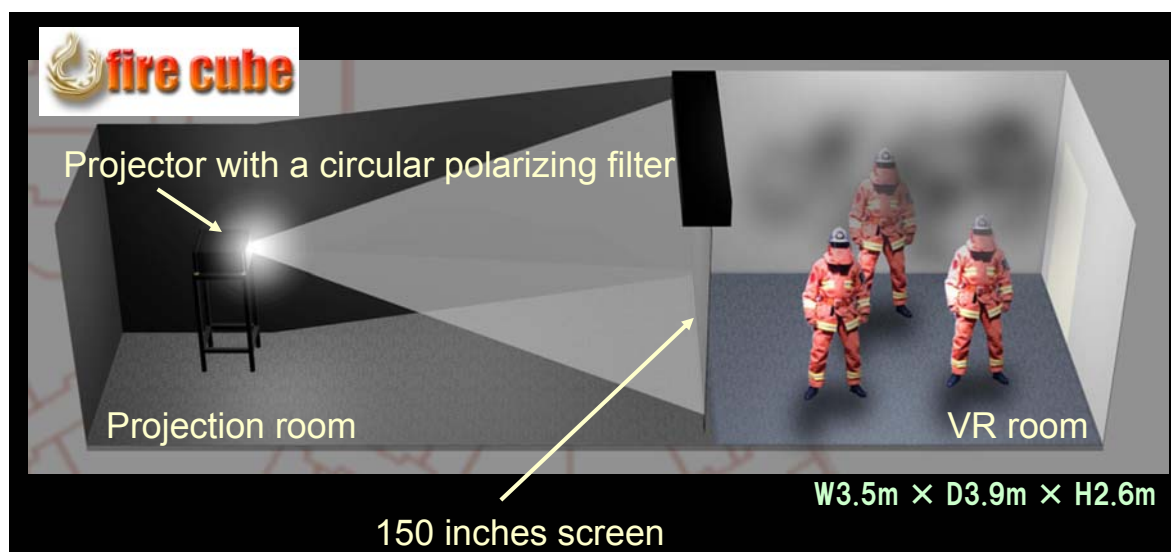 fire cube
Projector with a circular polarizing filter
Projection room
VR room
W3.5m × D3.9m × H2.6m
150 inches screen